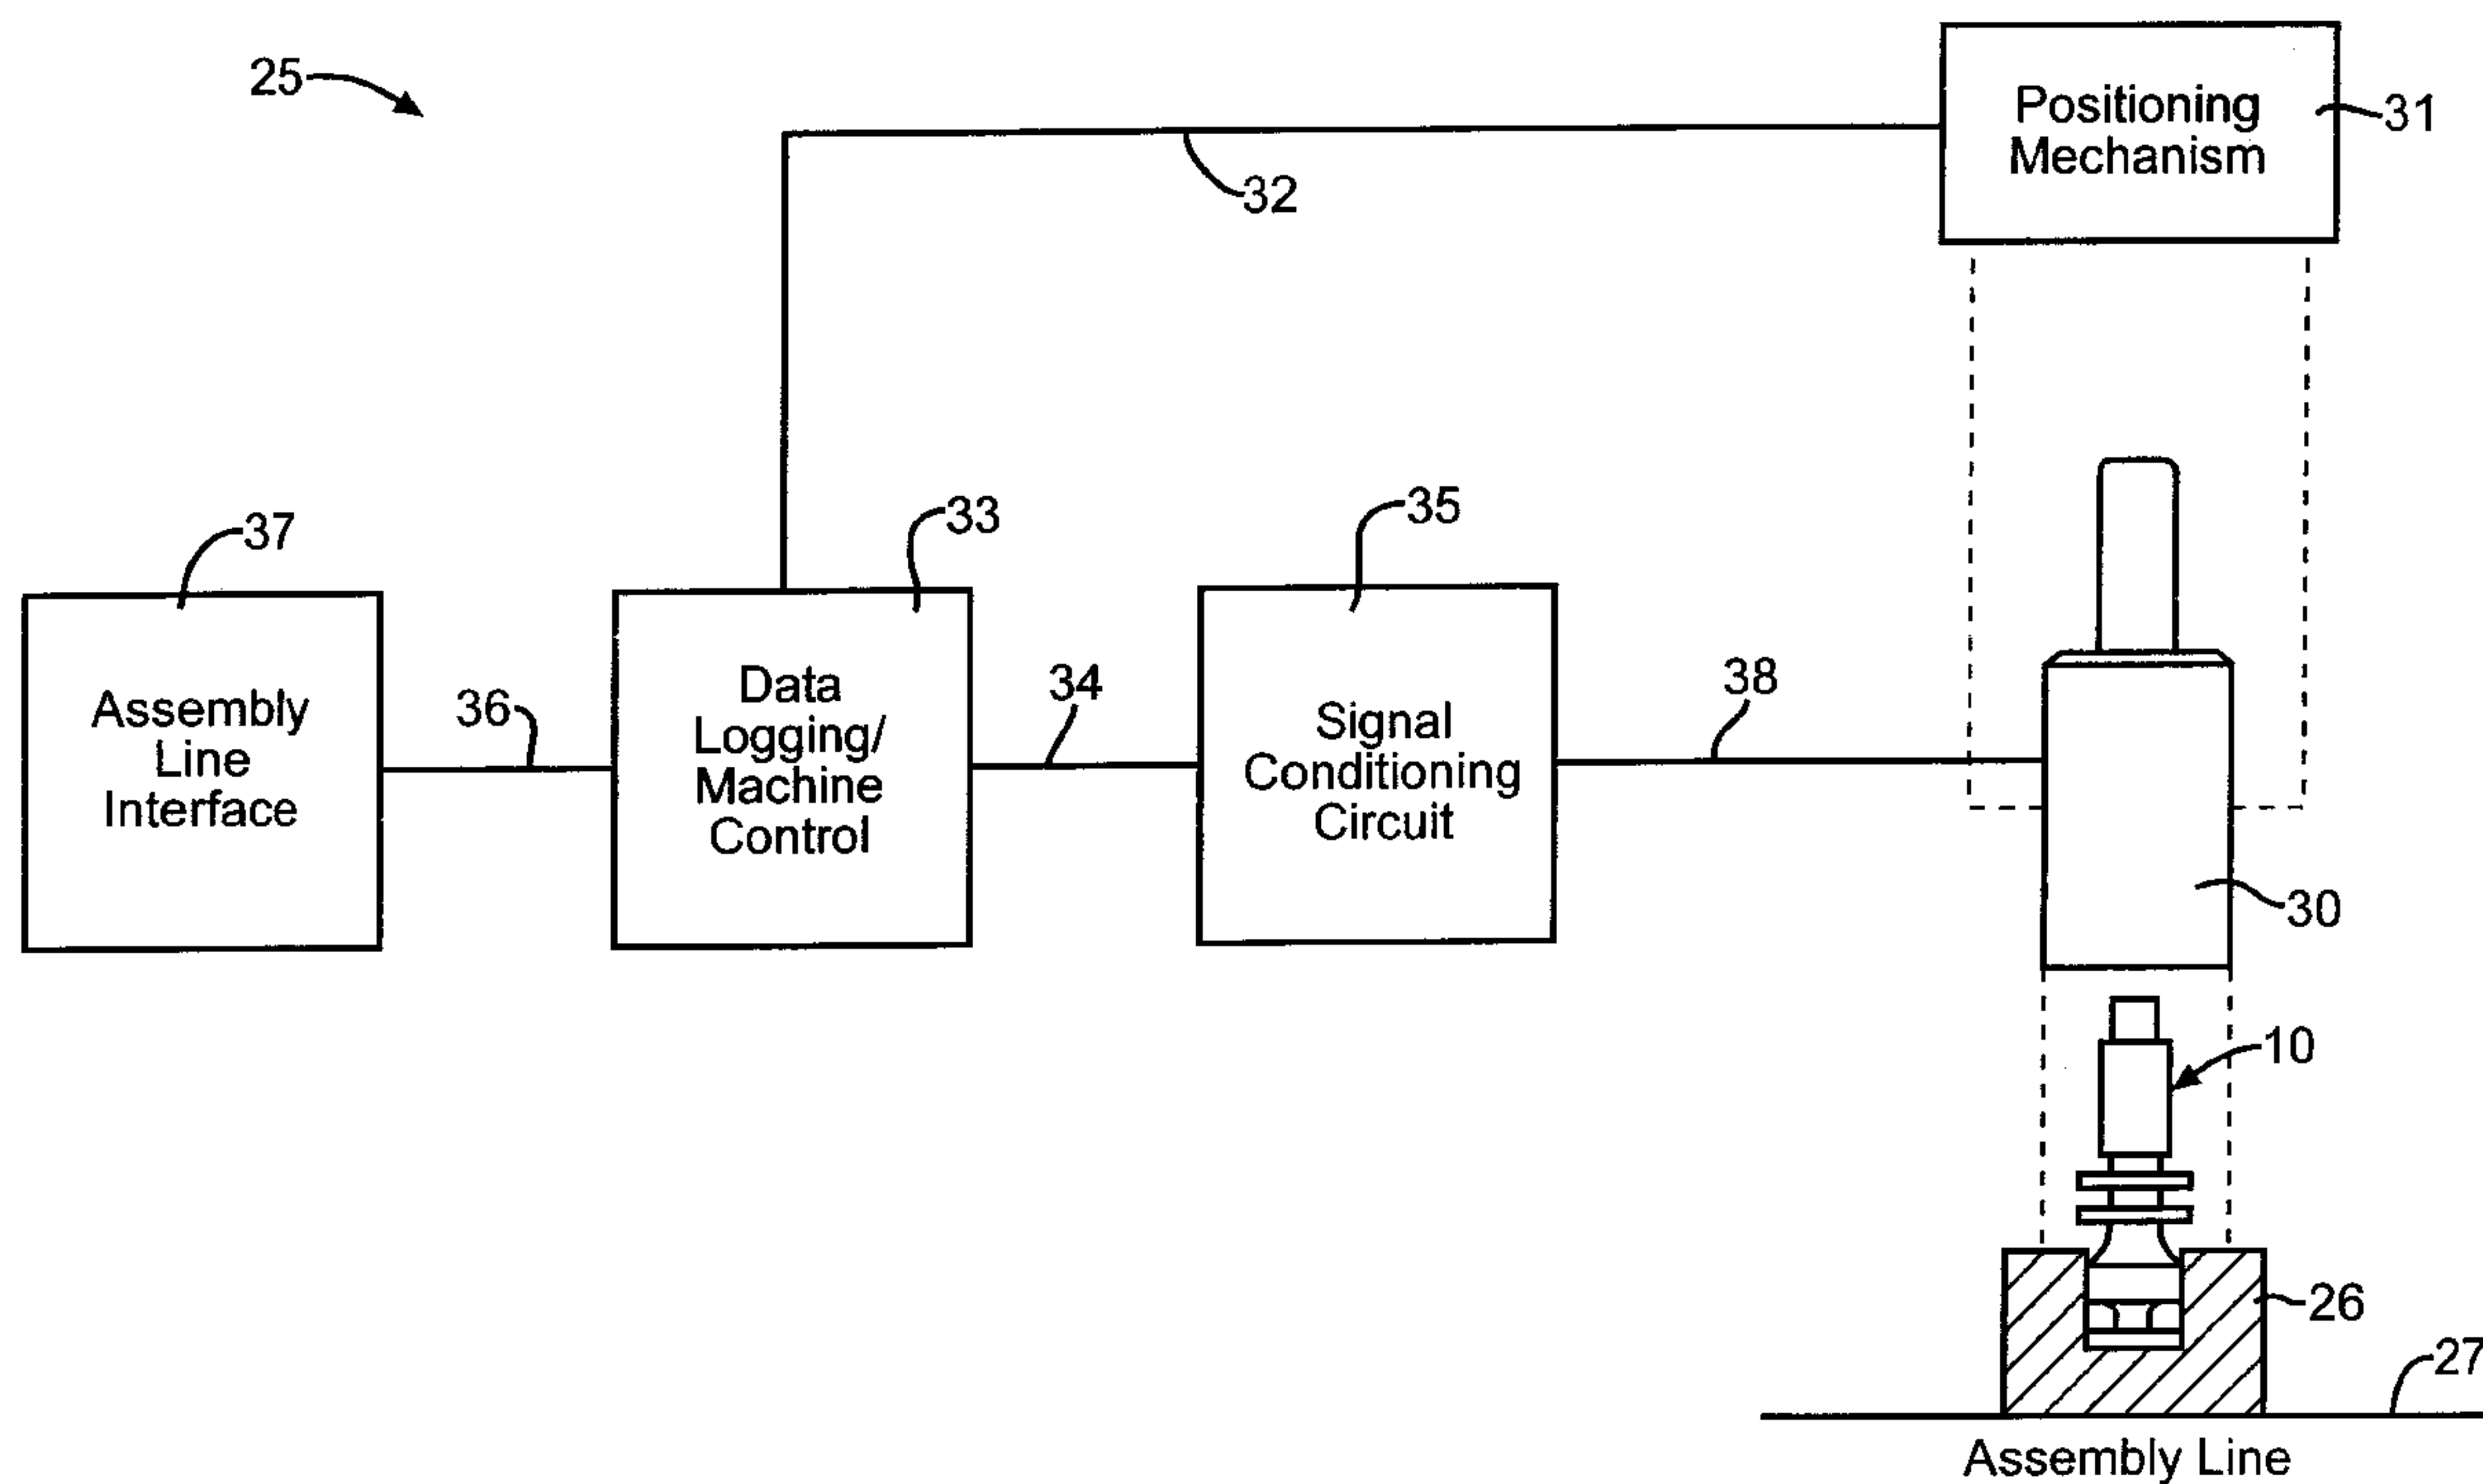 25
Positioning
Mechanism
31
32
37
33
35
Assembly
Line
Interface
36
Data
Logging/
Machine
Control
34
Signal
Conditioning
Circuit
38
30
10
26
27
Assembly Line